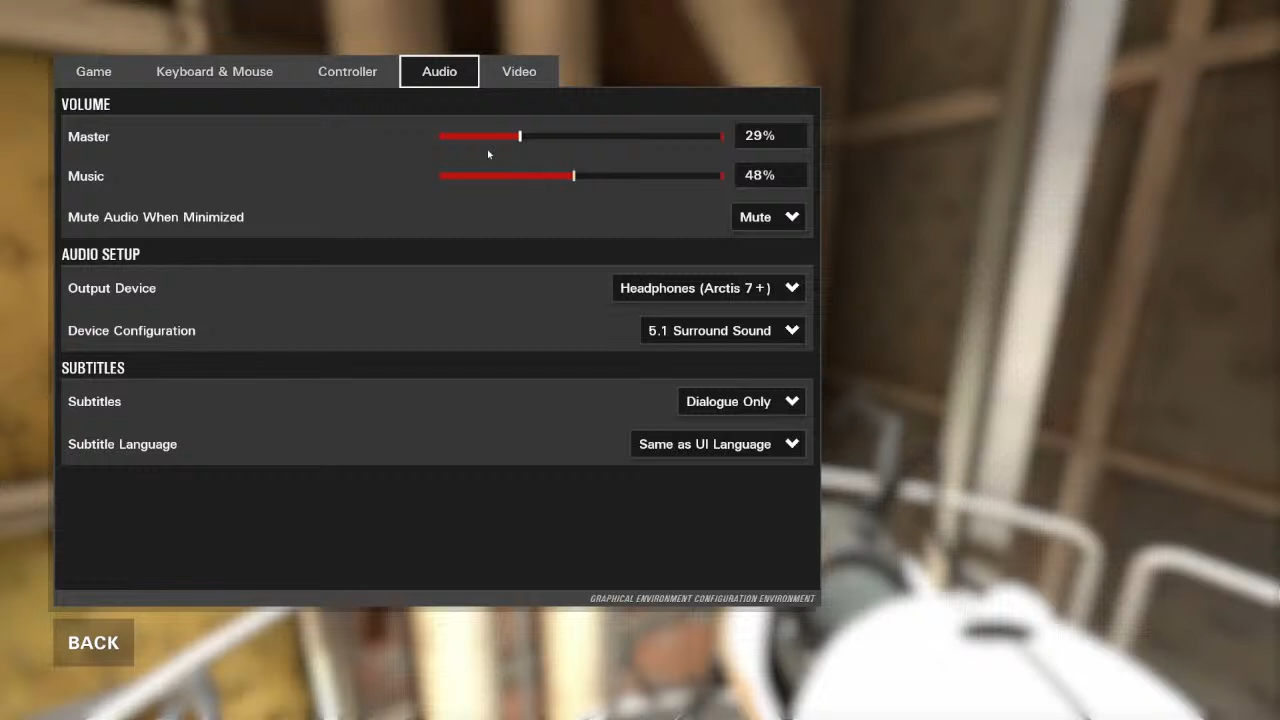 Game Keyboard & Mouse Controller Audio Video
VOLUME
Master 29%
Music 48%
Mute Audio When Minimized Mute
AUDIO SETUP
Output Device Headphones (Arctis 7+)
Device Configuration 5.1 Surround Sound
SUBTITLES
Subtitles Dialogue Only
Subtitle Language Same as UI Language
GRAPHICAL ENVIRONMENT CONFIGURATION ENVIRONMENT
BACK